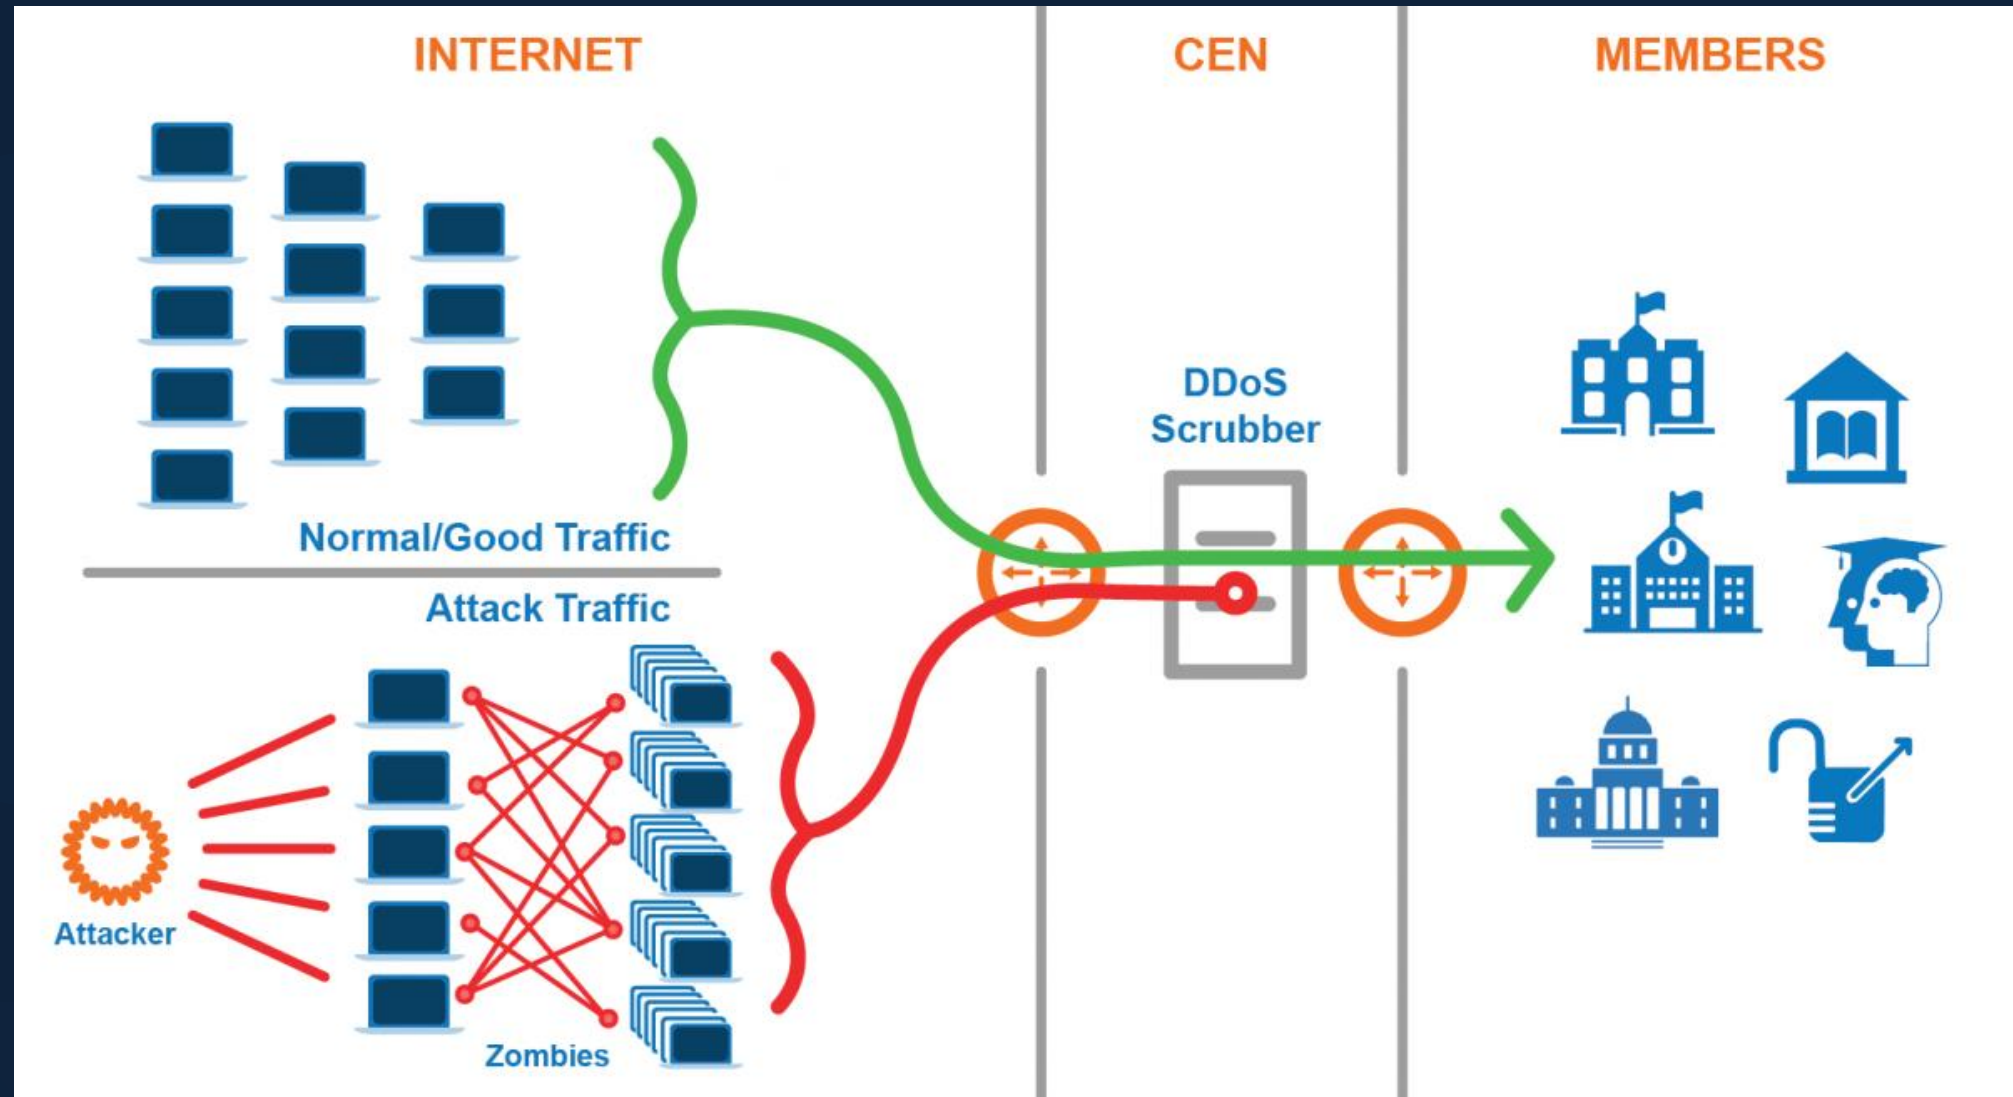 INTERNET
CEN
MEMBERS
DDoS
Scrubber
Normal/Good Traffic
Attack Traffic
Attacker
Zombies